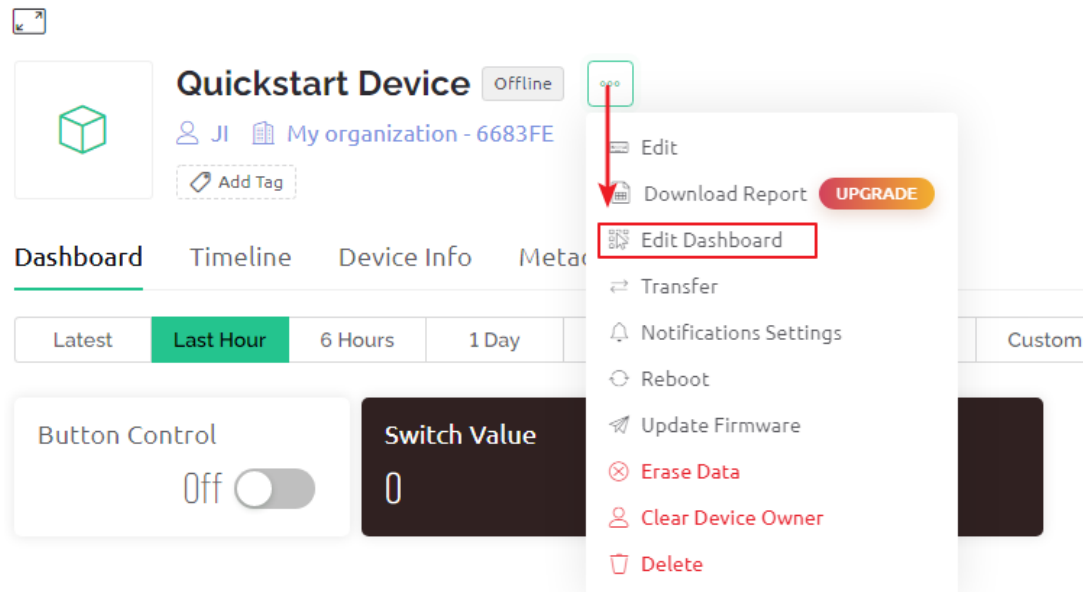 Quickstart Device Offline
JI My organization - 6683FE
Add Tag
Dashboard Timeline Device Info
Latest Last Hour 6 Hours 1 Day Custom
Button Control
Off
Switch Value
0
Edit
Download Report UPGRADE
Edit Dashboard
Transfer
Notifications Settings
Reboot
Update Firmware
Erase Data
Clear Device Owner
Delete